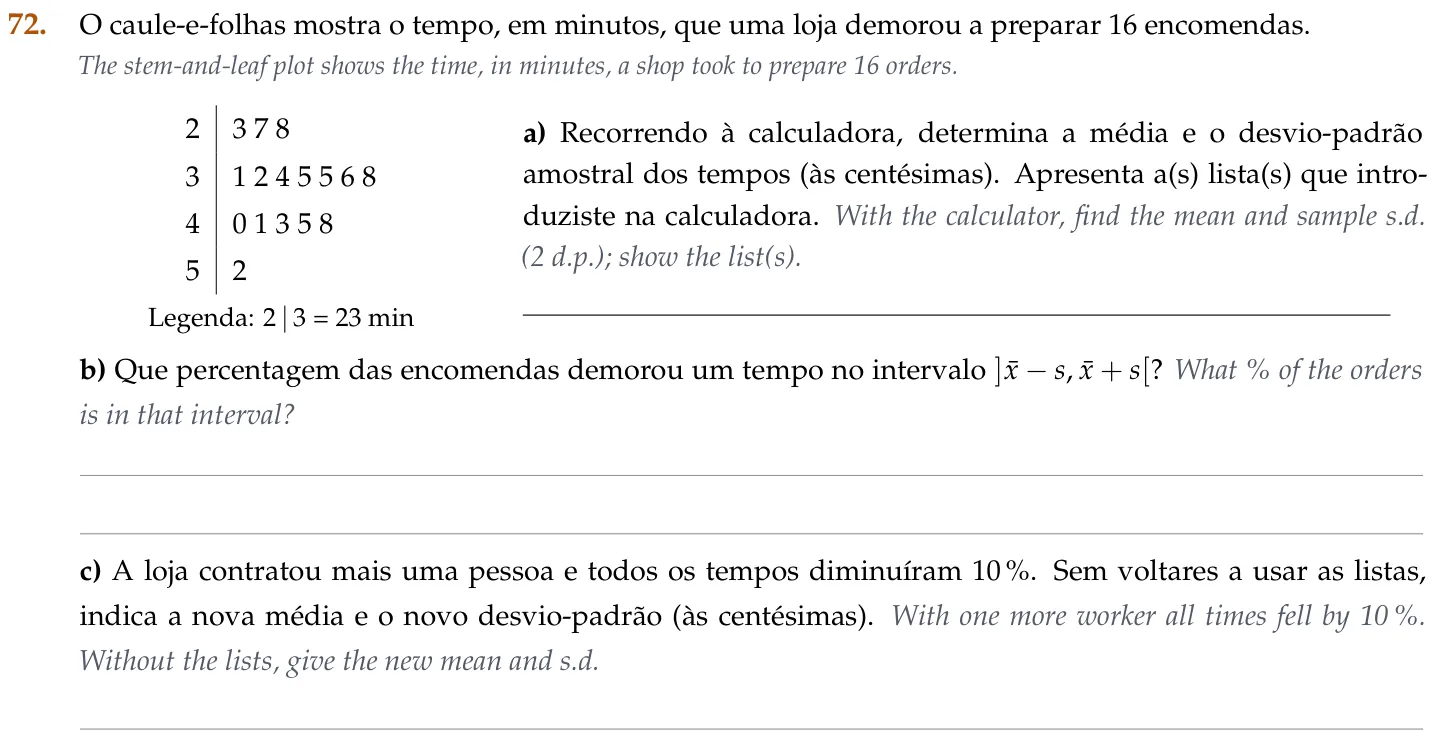 72. O caule-e-folhas mostra o tempo, em minutos, que uma loja demorou a preparar 16 encomendas.
The stem-and-leaf plot shows the time, in minutes, a shop took to prepare 16 orders.
2 | 3 7 8
3 | 1 2 4 5 5 6 8
4 | 0 1 3 5 8
5 | 2
Legenda: 2 | 3 = 23 min
a) Recorrendo à calculadora, determina a média e o desvio-padrão
amostral dos tempos (às centésimas). Apresenta a(s) lista(s) que intro-
duziste na calculadora. With the calculator, find the mean and sample s.d.
(2 d.p.); show the list(s).
b) Que percentagem das encomendas demorou um tempo no intervalo ]x̄ − s, x̄ + s[? What % of the orders
is in that interval?
c) A loja contratou mais uma pessoa e todos os tempos diminuíram 10 %. Sem voltares a usar as listas,
indica a nova média e o novo desvio-padrão (às centésimas). With one more worker all times fell by 10 %.
Without the lists, give the new mean and s.d.